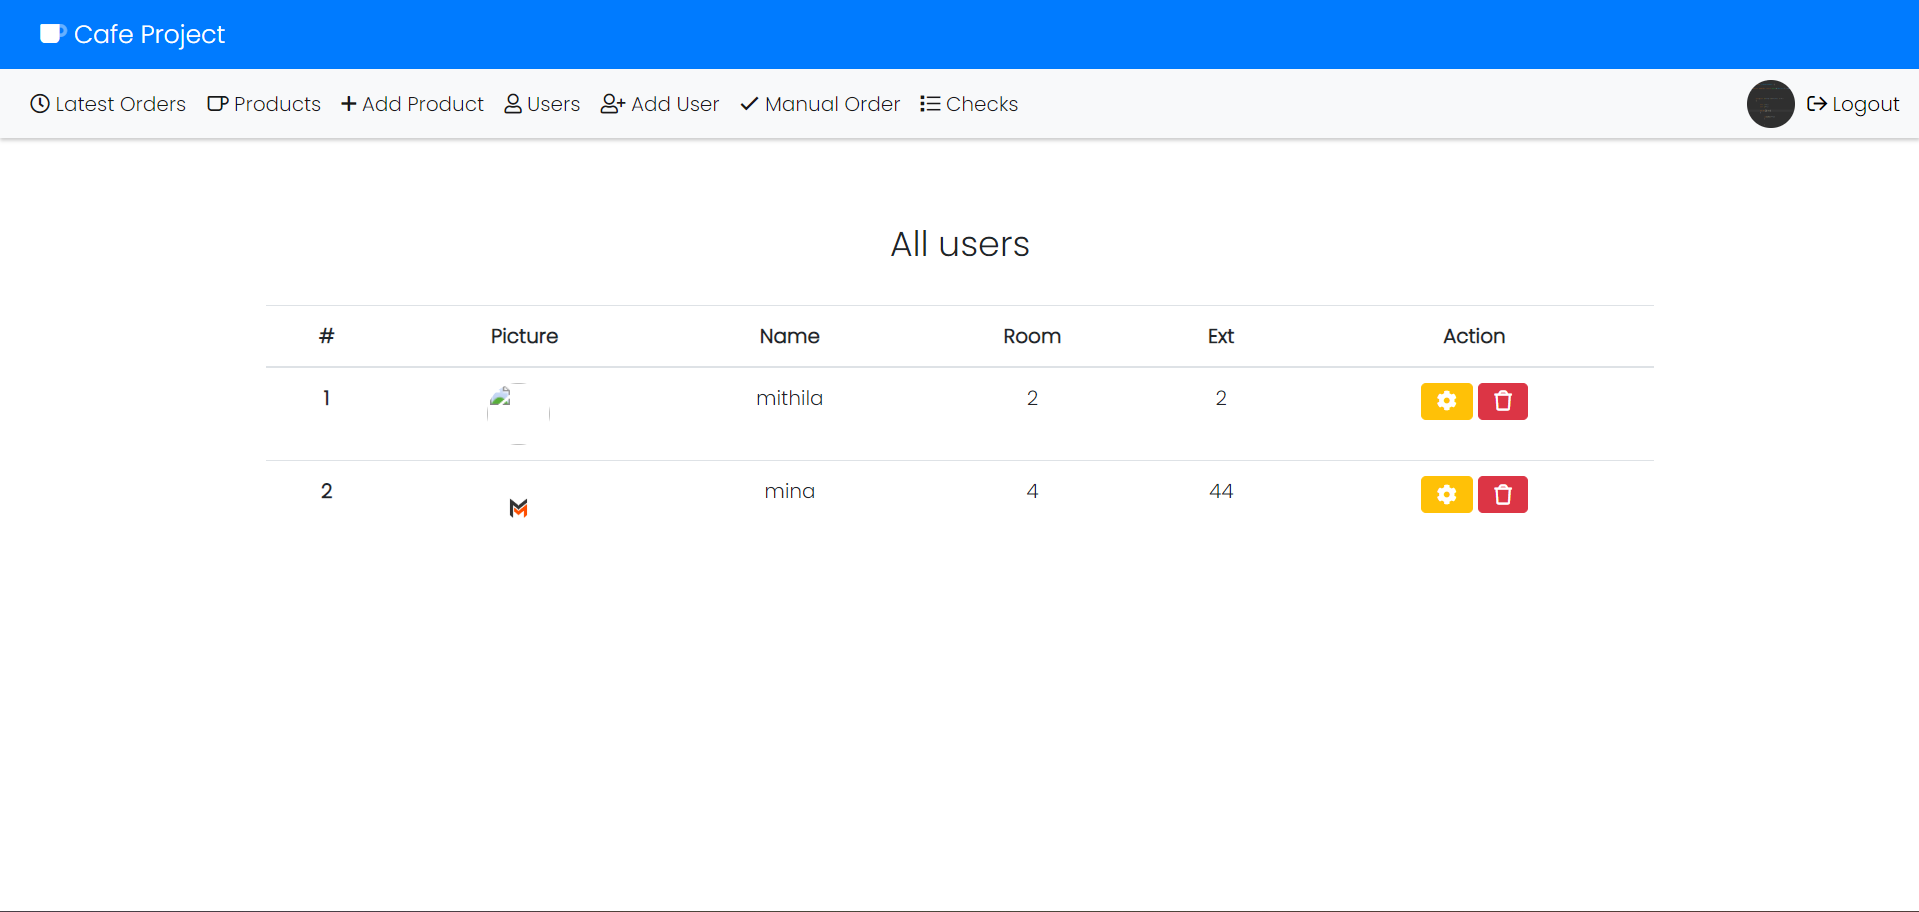 Cafe Project
Latest Orders Products Add Product Users Add User Manual Order Checks Logout
All users
# Picture Name Room Ext Action
1 mithila 2 2
2 mina 4 44